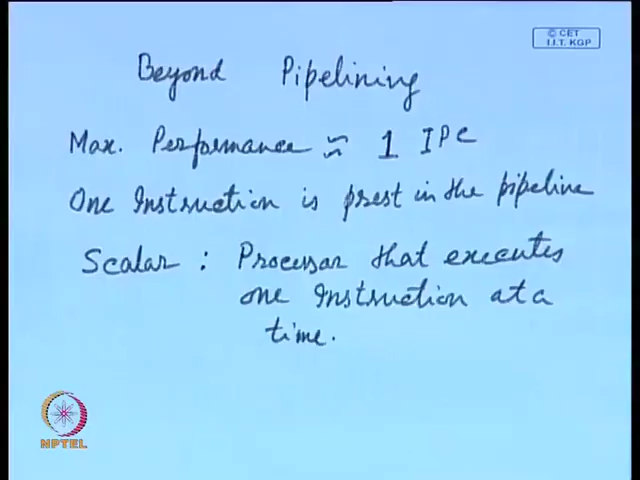 © CET
I.I.T. KGP
Beyond Pipelining
Max. Performance ≈ 1 IPC
One Instruction is prest in the pipeline
Scalar : Processor that executes
one Instruction at a
time.
NPTEL